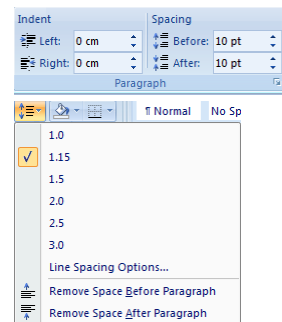 Indent Spacing
Left: 0 cm Before: 10 pt
Right: 0 cm After: 10 pt
Paragraph
¶ Normal No Sp
1.0
1.15
1.5
2.0
2.5
3.0
Line Spacing Options...
Remove Space Before Paragraph
Remove Space After Paragraph